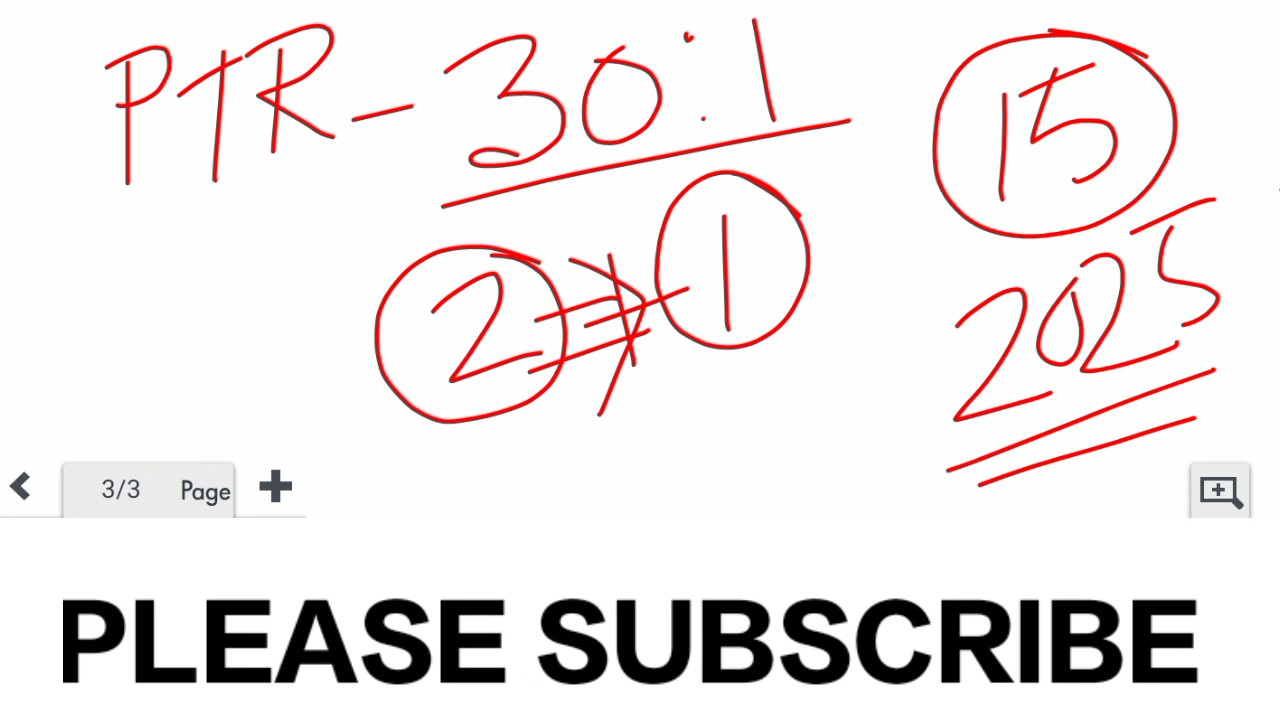 PTR - 30:1
15
2 ⇒ 1
2025
3/3 Page
PLEASE SUBSCRIBE